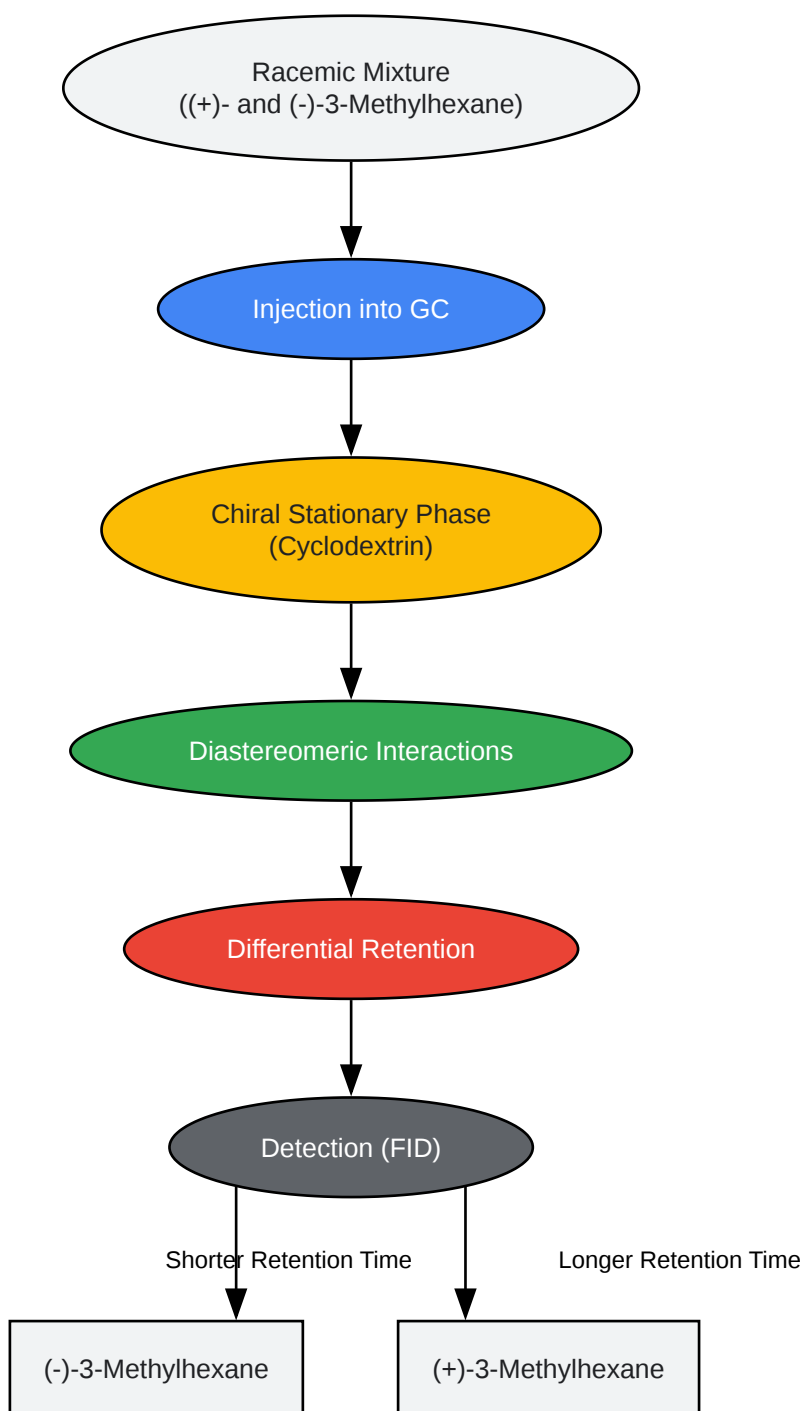 Racemic Mixture
((+)- and (-)-3-Methylhexane)
Injection into GC
Chiral Stationary Phase
(Cyclodextrin)
Diastereomeric Interactions
Differential Retention
Detection (FID)
Shorter Retention Time
Longer Retention Time
(-)-3-Methylhexane
(+)-3-Methylhexane